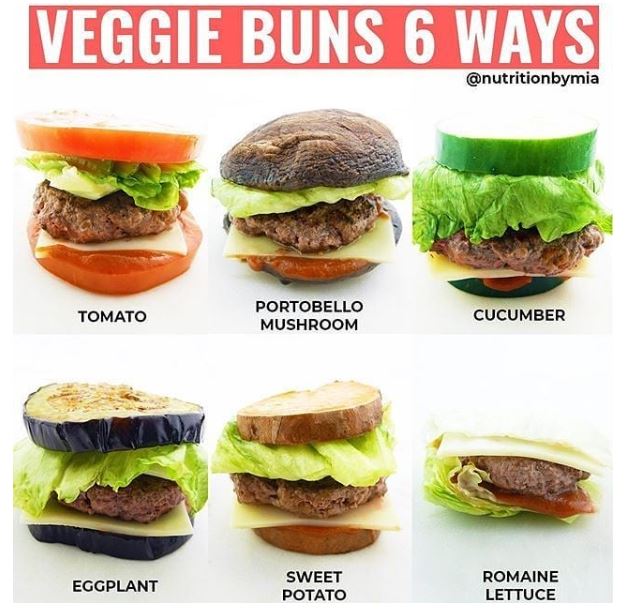 VEGGIE BUNS 6 WAYS
@nutritionbymia
TOMATO
PORTOBELLO
MUSHROOM
CUCUMBER
EGGPLANT
SWEET
POTATO
ROMAINE
LETTUCE